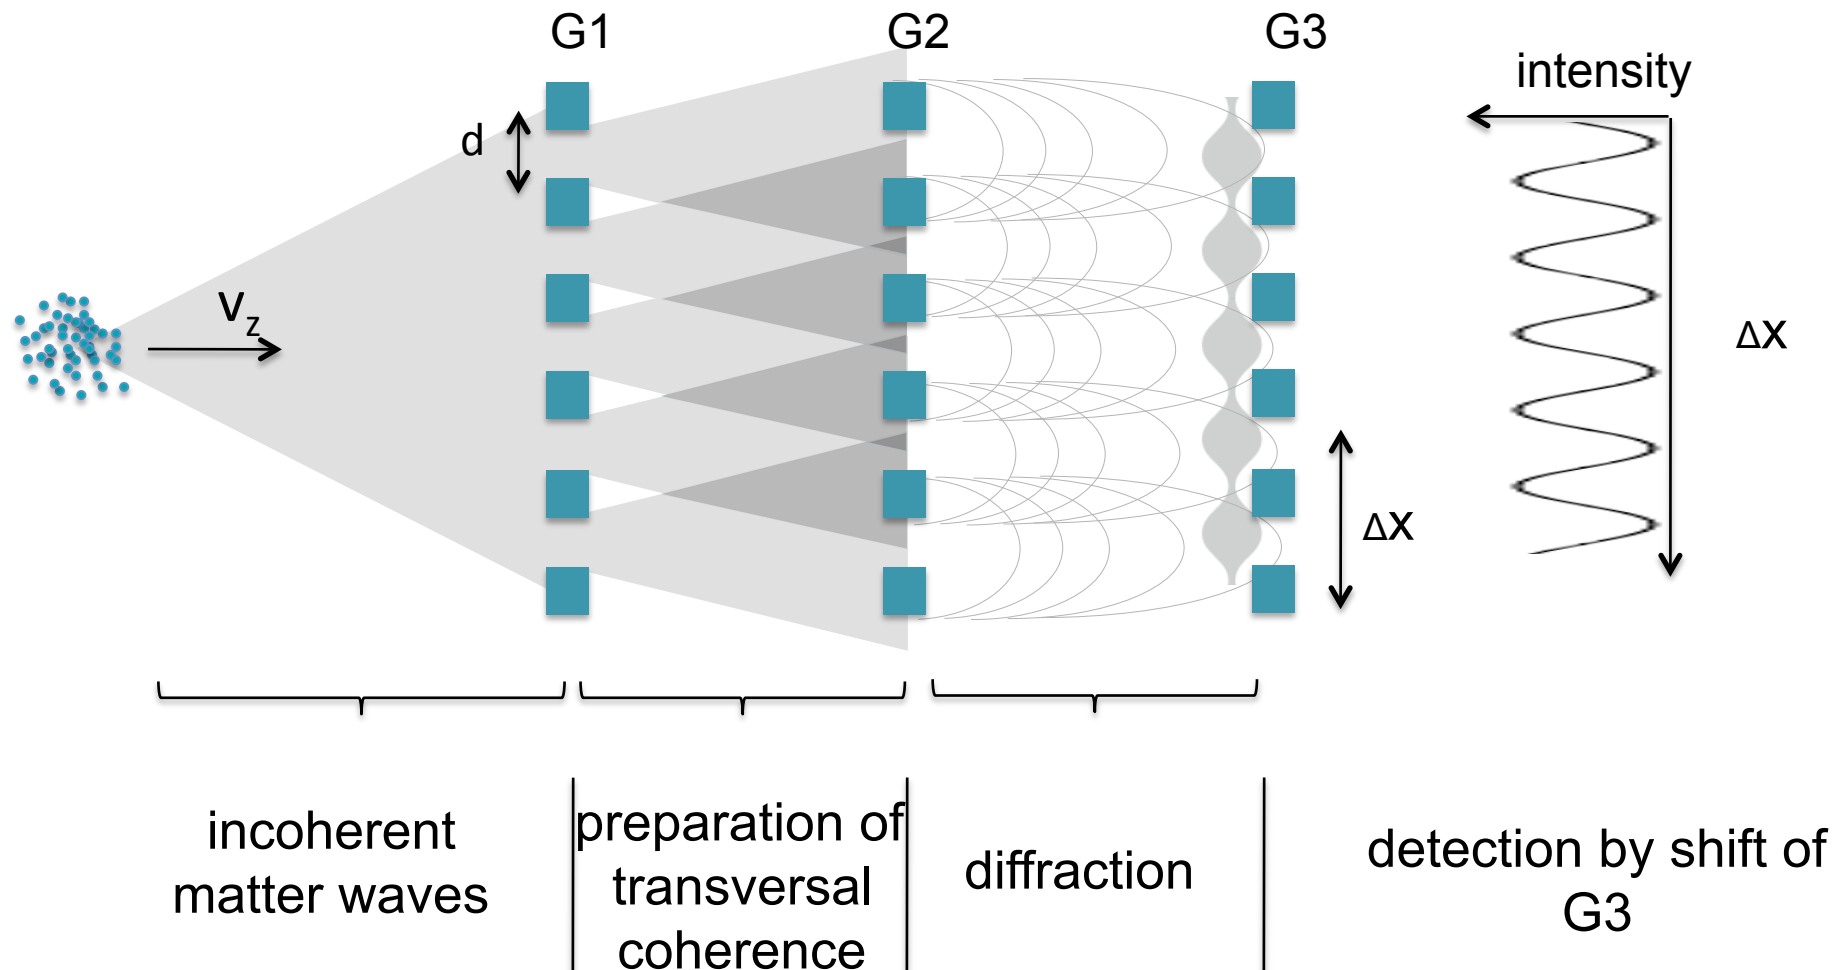 G1
G2
G3
intensity
d
v_z
Δx
Δx
incoherent
matter waves
preparation of
transversal
coherence
diffraction
detection by shift of
G3